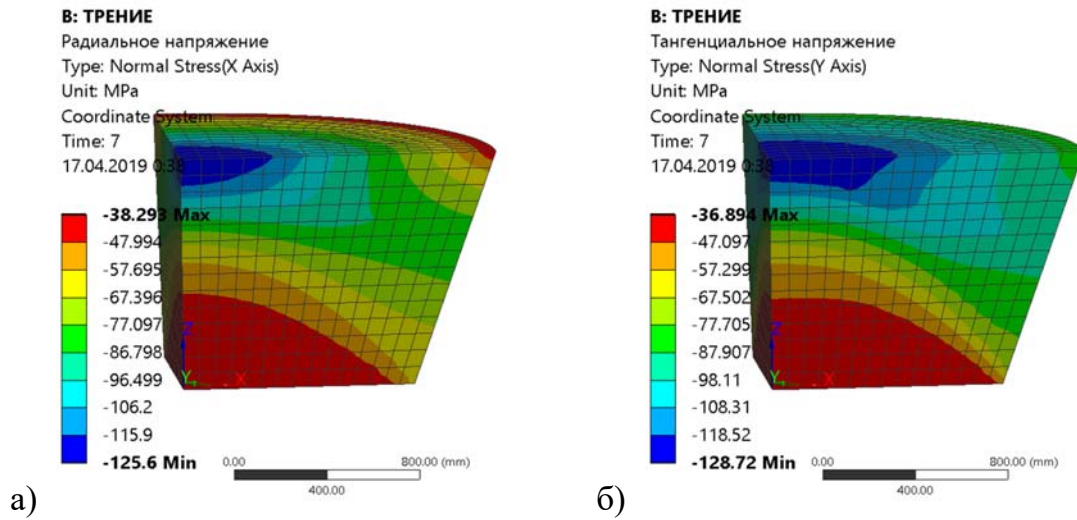 B: ТРЕНИЕ
Радиальное напряжение
Type: Normal Stress(X Axis)
Unit: MPa
Coordinate System
Time: 7
17.04.2019 0:38
-38.293 Max
-47.994
-57.695
-67.396
-77.097
-86.798
-96.499
-106.2
-115.9
-125.6 Min
Z
Y
X
0.00
800.00 (mm)
400.00
а)
B: ТРЕНИЕ
Тангенциальное напряжение
Type: Normal Stress(Y Axis)
Unit: MPa
Coordinate System
Time: 7
17.04.2019 0:38
-36.894 Max
-47.097
-57.299
-67.502
-77.705
-87.907
-98.11
-108.31
-118.52
-128.72 Min
Z
Y
X
0.00
800.00 (mm)
400.00
б)